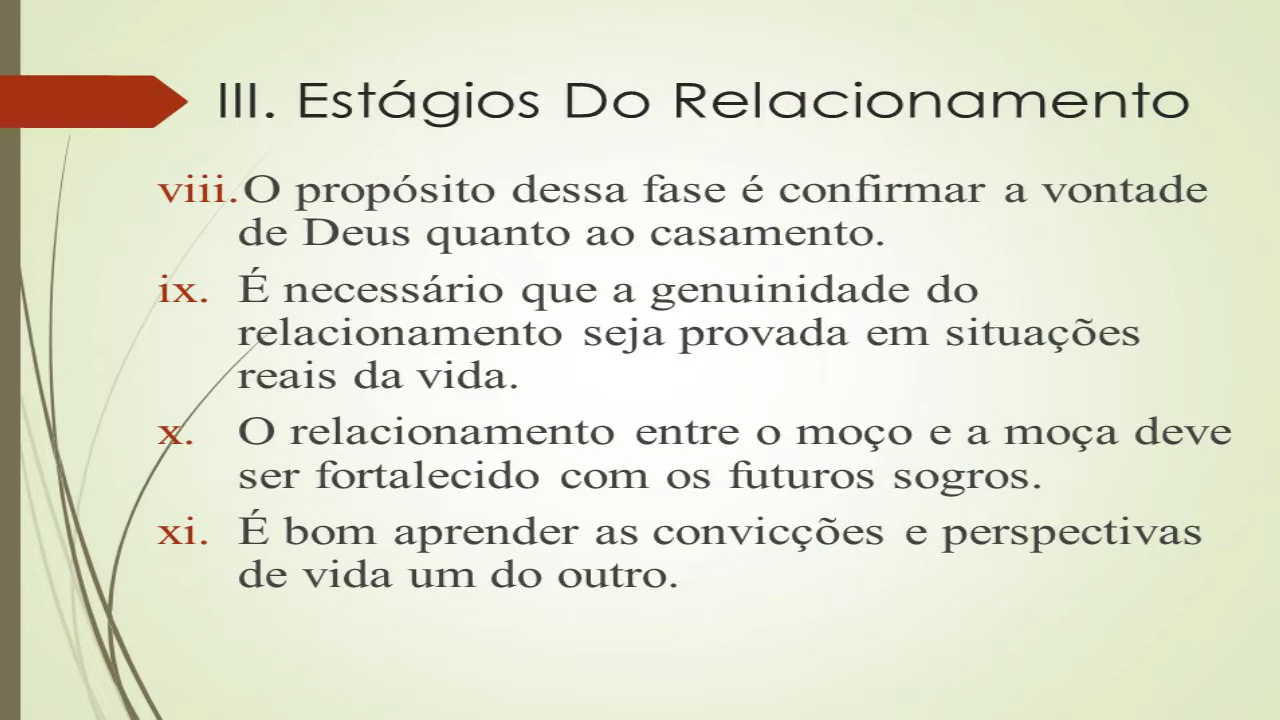 III. Estágios Do Relacionamento
viii. O propósito dessa fase é confirmar a vontade
de Deus quanto ao casamento.
ix. É necessário que a genuinidade do
relacionamento seja provada em situações
reais da vida.
x. O relacionamento entre o moço e a moça deve
ser fortalecido com os futuros sogros.
xi. É bom aprender as convicções e perspectivas
de vida um do outro.